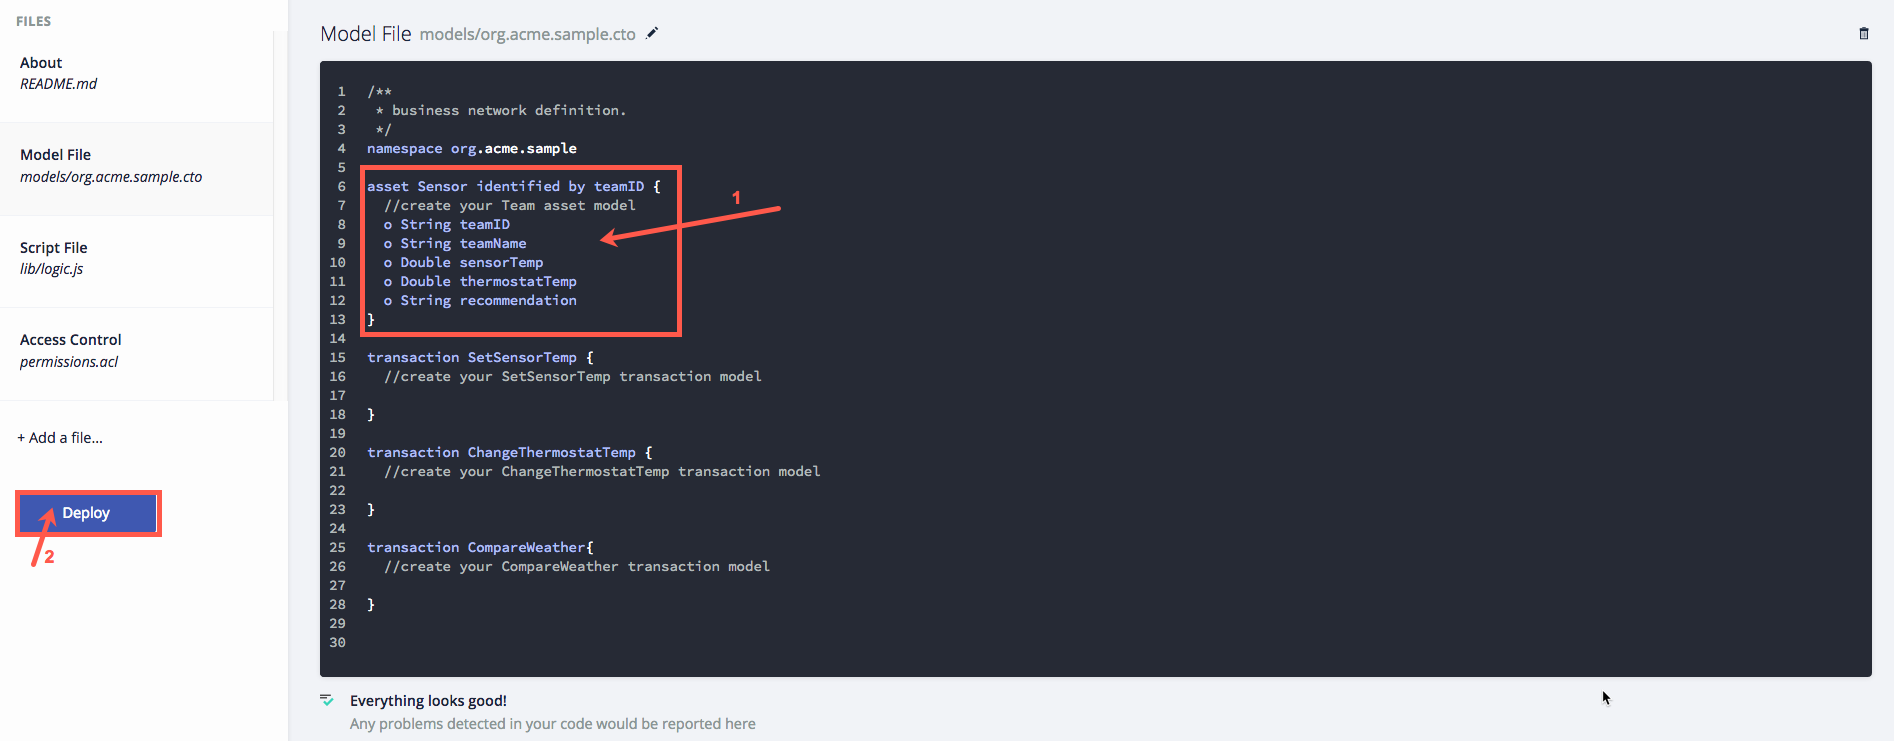 FILES
About
README.md
Model File
models/org.acme.sample.cto
Script File
lib/logic.js
Access Control
permissions.acl
+ Add a file...
Deploy
2
Model File models/org.acme.sample.cto
1 /**
2 * business network definition.
3 */
4 namespace org.acme.sample
5
6 asset Sensor identified by teamID {
7 //create your Team asset model
8 o String teamID
9 o String teamName
10 o Double sensorTemp
11 o Double thermostatTemp
12 o String recommendation
13 }
14
15 transaction SetSensorTemp {
16 //create your SetSensorTemp transaction model
17
18 }
19
20 transaction ChangeThermostatTemp {
21 //create your ChangeThermostatTemp transaction model
22
23 }
24
25 transaction CompareWeather{
26 //create your CompareWeather transaction model
27
28 }
29
30
1
Everything looks good!
Any problems detected in your code would be reported here